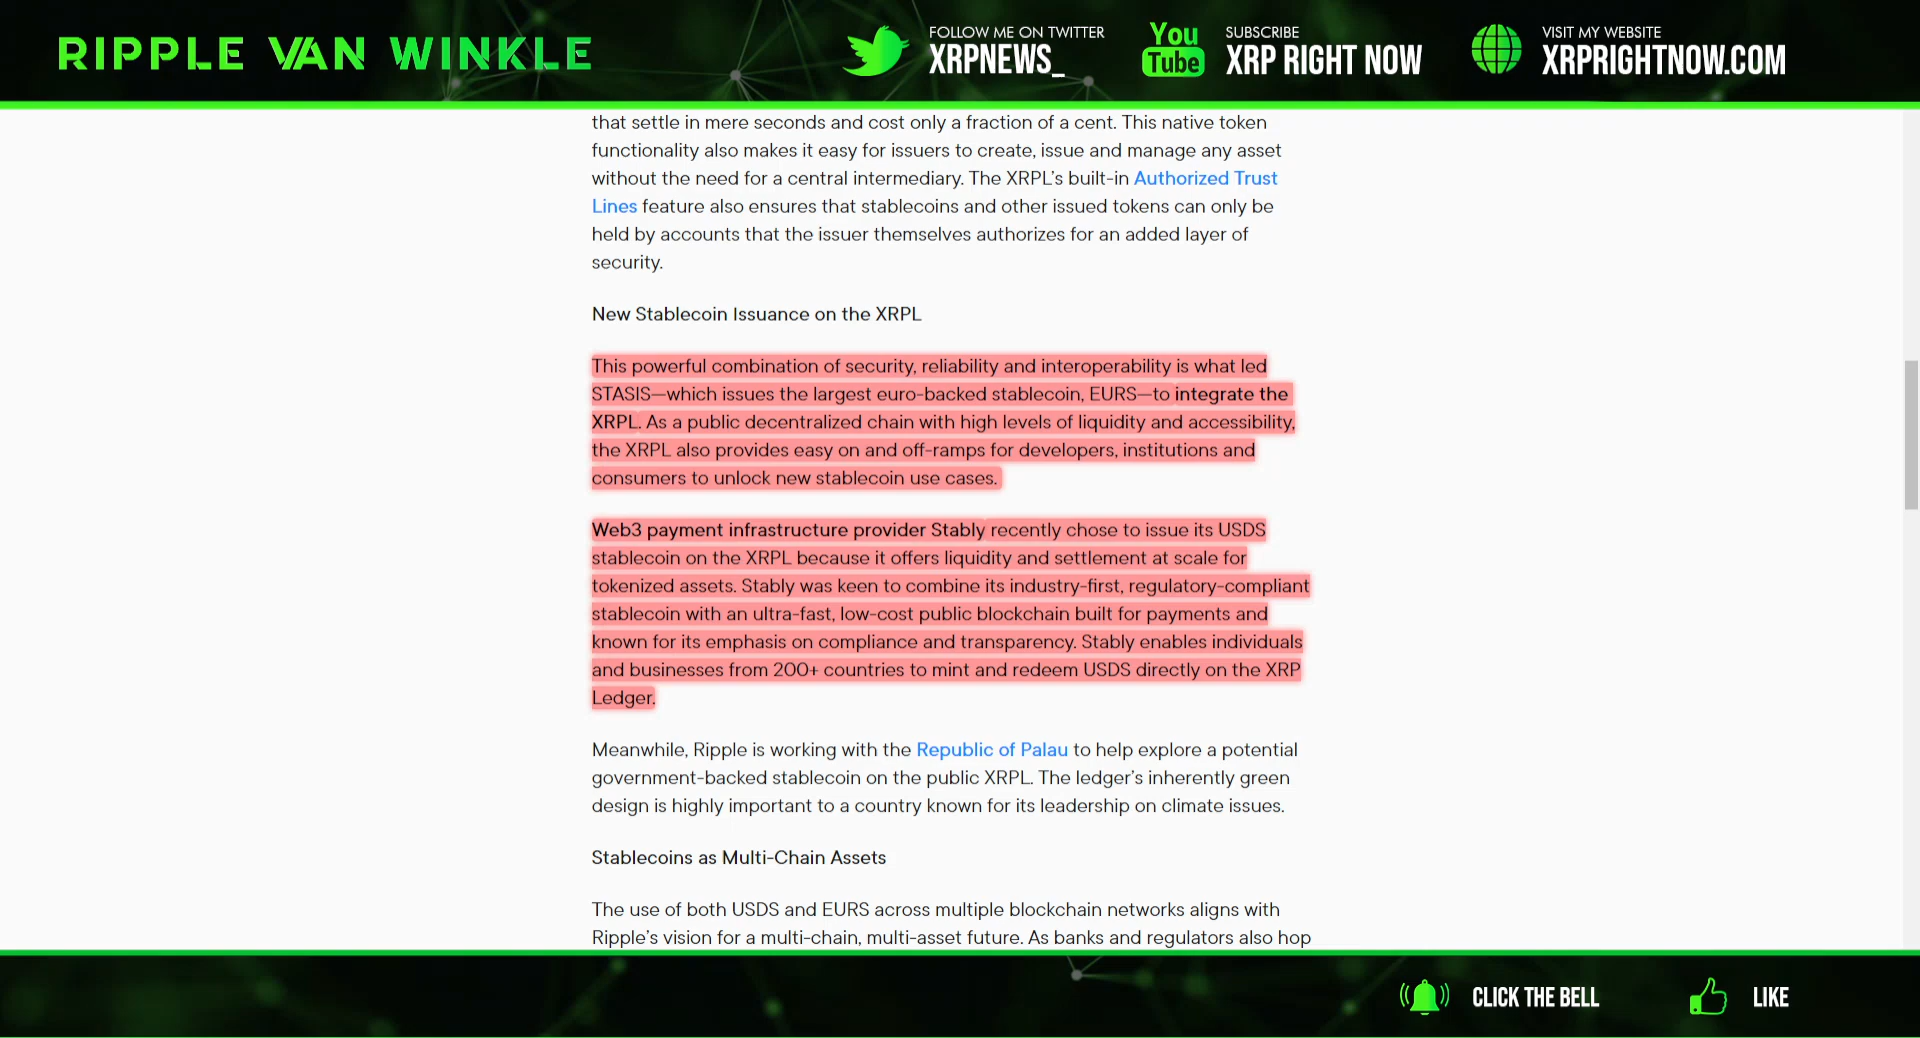 RIPPLE VAN WINKLE
FOLLOW ME ON TWITTER
XRPNEWS_
You Tube
SUBSCRIBE
XRP RIGHT NOW
VISIT MY WEBSITE
XRPRIGHTNOW.COM
that settle in mere seconds and cost only a fraction of a cent. This native token
functionality also makes it easy for issuers to create, issue and manage any asset
without the need for a central intermediary. The XRPL’s built-in Authorized Trust
Lines feature also ensures that stablecoins and other issued tokens can only be
held by accounts that the issuer themselves authorizes for an added layer of
security.
New Stablecoin Issuance on the XRPL
This powerful combination of security, reliability and interoperability is what led
STASIS—which issues the largest euro-backed stablecoin, EURS—to integrate the
XRPL. As a public decentralized chain with high levels of liquidity and accessibility,
the XRPL also provides easy on and off-ramps for developers, institutions and
consumers to unlock new stablecoin use cases.
Web3 payment infrastructure provider Stably recently chose to issue its USDS
stablecoin on the XRPL because it offers liquidity and settlement at scale for
tokenized assets. Stably was keen to combine its industry-first, regulatory-compliant
stablecoin with an ultra-fast, low-cost public blockchain built for payments and
known for its emphasis on compliance and transparency. Stably enables individuals
and businesses from 200+ countries to mint and redeem USDS directly on the XRP
Ledger.
Meanwhile, Ripple is working with the Republic of Palau to help explore a potential
government-backed stablecoin on the public XRPL. The ledger’s inherently green
design is highly important to a country known for its leadership on climate issues.
Stablecoins as Multi-Chain Assets
The use of both USDS and EURS across multiple blockchain networks aligns with
Ripple’s vision for a multi-chain, multi-asset future. As banks and regulators also hop
CLICK THE BELL
LIKE